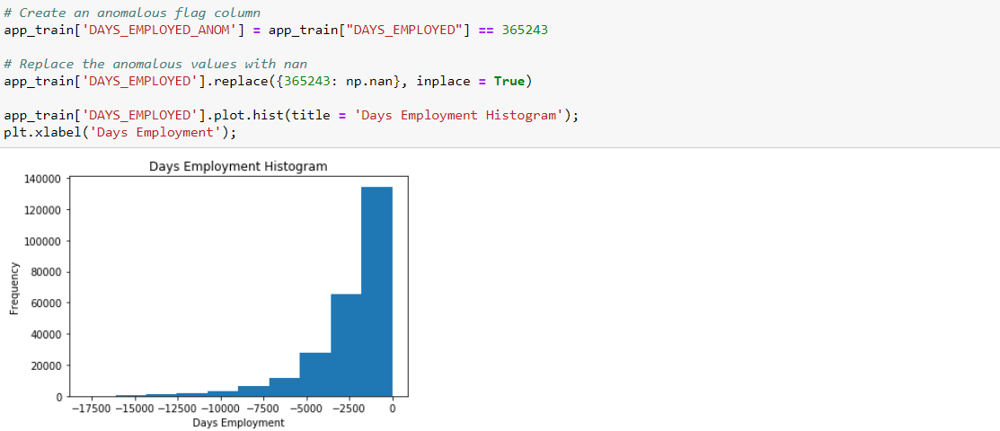 # Create an anomalous flag column
app_train['DAYS_EMPLOYED_ANOM'] = app_train["DAYS_EMPLOYED"] == 365243
# Replace the anomalous values with nan
app_train['DAYS_EMPLOYED'].replace({365243: np.nan}, inplace = True)
app_train['DAYS_EMPLOYED'].plot.hist(title = 'Days Employment Histogram');
plt.xlabel('Days Employment');
Days Employment Histogram
140000
120000
100000
80000
60000
40000
20000
0
Frequency
−17500 −15000 −12500 −10000 −7500 −5000 −2500 0
Days Employment